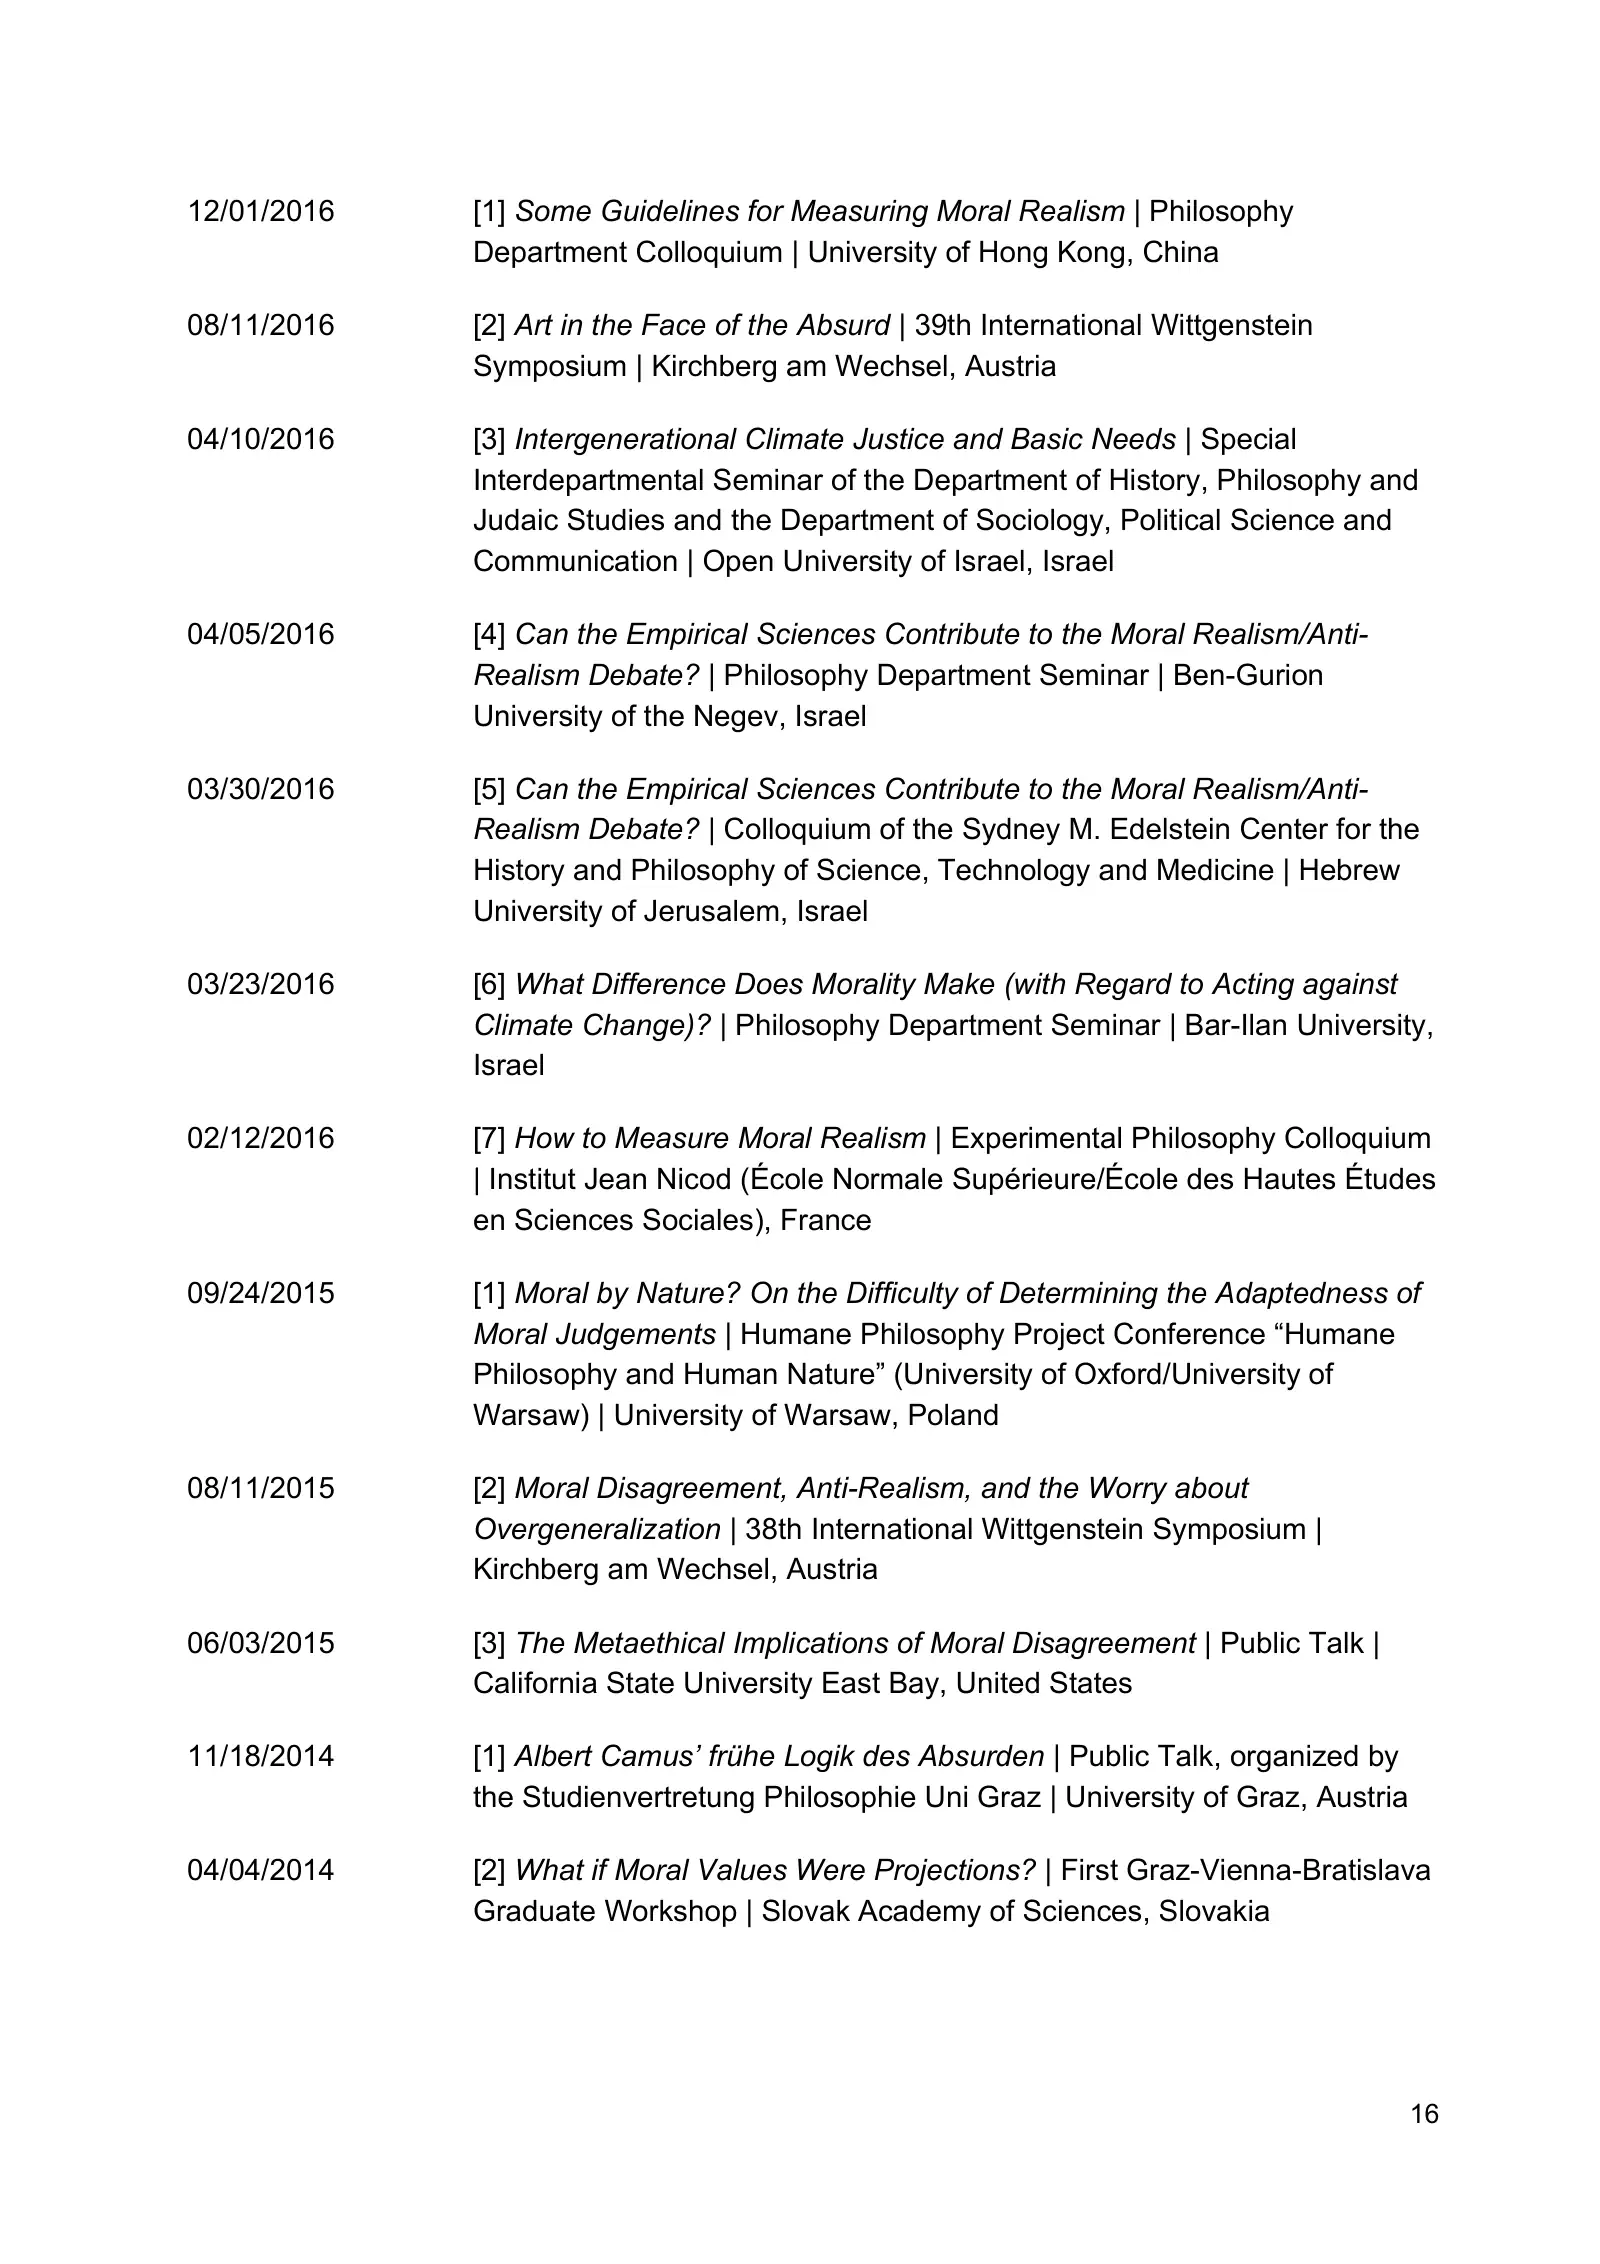 12/01/2016 [1] Some Guidelines for Measuring Moral Realism | Philosophy
Department Colloquium | University of Hong Kong, China
08/11/2016 [2] Art in the Face of the Absurd | 39th International Wittgenstein
Symposium | Kirchberg am Wechsel, Austria
04/10/2016 [3] Intergenerational Climate Justice and Basic Needs | Special
Interdepartmental Seminar of the Department of History, Philosophy and
Judaic Studies and the Department of Sociology, Political Science and
Communication | Open University of Israel, Israel
04/05/2016 [4] Can the Empirical Sciences Contribute to the Moral Realism/Anti-
Realism Debate? | Philosophy Department Seminar | Ben-Gurion
University of the Negev, Israel
03/30/2016 [5] Can the Empirical Sciences Contribute to the Moral Realism/Anti-
Realism Debate? | Colloquium of the Sydney M. Edelstein Center for the
History and Philosophy of Science, Technology and Medicine | Hebrew
University of Jerusalem, Israel
03/23/2016 [6] What Difference Does Morality Make (with Regard to Acting against
Climate Change)? | Philosophy Department Seminar | Bar-Ilan University,
Israel
02/12/2016 [7] How to Measure Moral Realism | Experimental Philosophy Colloquium
| Institut Jean Nicod (École Normale Supérieure/École des Hautes Études
en Sciences Sociales), France
09/24/2015 [1] Moral by Nature? On the Difficulty of Determining the Adaptedness of
Moral Judgements | Humane Philosophy Project Conference “Humane
Philosophy and Human Nature” (University of Oxford/University of
Warsaw) | University of Warsaw, Poland
08/11/2015 [2] Moral Disagreement, Anti-Realism, and the Worry about
Overgeneralization | 38th International Wittgenstein Symposium |
Kirchberg am Wechsel, Austria
06/03/2015 [3] The Metaethical Implications of Moral Disagreement | Public Talk |
California State University East Bay, United States
11/18/2014 [1] Albert Camus’ frühe Logik des Absurden | Public Talk, organized by
the Studienvertretung Philosophie Uni Graz | University of Graz, Austria
04/04/2014 [2] What if Moral Values Were Projections? | First Graz-Vienna-Bratislava
Graduate Workshop | Slovak Academy of Sciences, Slovakia
16